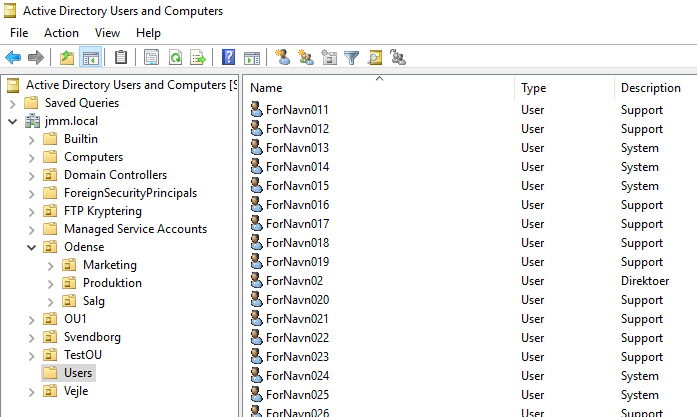 Active Directory Users and Computers
File Action View Help
Active Directory Users and Computers [S
Saved Queries
jmm.local
Builtin
Computers
Domain Controllers
ForeignSecurityPrincipals
FTP Kryptering
Managed Service Accounts
Odense
Marketing
Produktion
Salg
OU1
Svendborg
TestOU
Users
Vejle
Name Type Description
ForNavn011 User Support
ForNavn012 User Support
ForNavn013 User System
ForNavn014 User System
ForNavn015 User System
ForNavn016 User Support
ForNavn017 User Support
ForNavn018 User Support
ForNavn019 User Support
ForNavn02 User Direktoer
ForNavn020 User Support
ForNavn021 User Support
ForNavn022 User Support
ForNavn023 User Support
ForNavn024 User System
ForNavn025 User System
ForNavn026 User Support